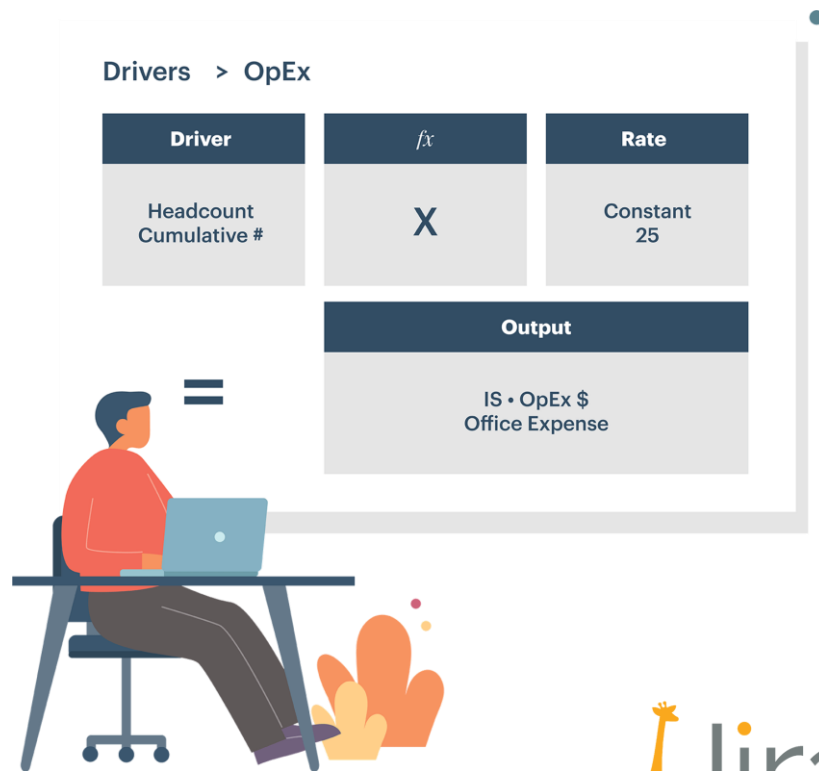 Drivers > OpEx
Driver
fx
Rate
Headcount
Cumulative #
X
Constant
25
Output
=
IS • OpEx $
Office Expense